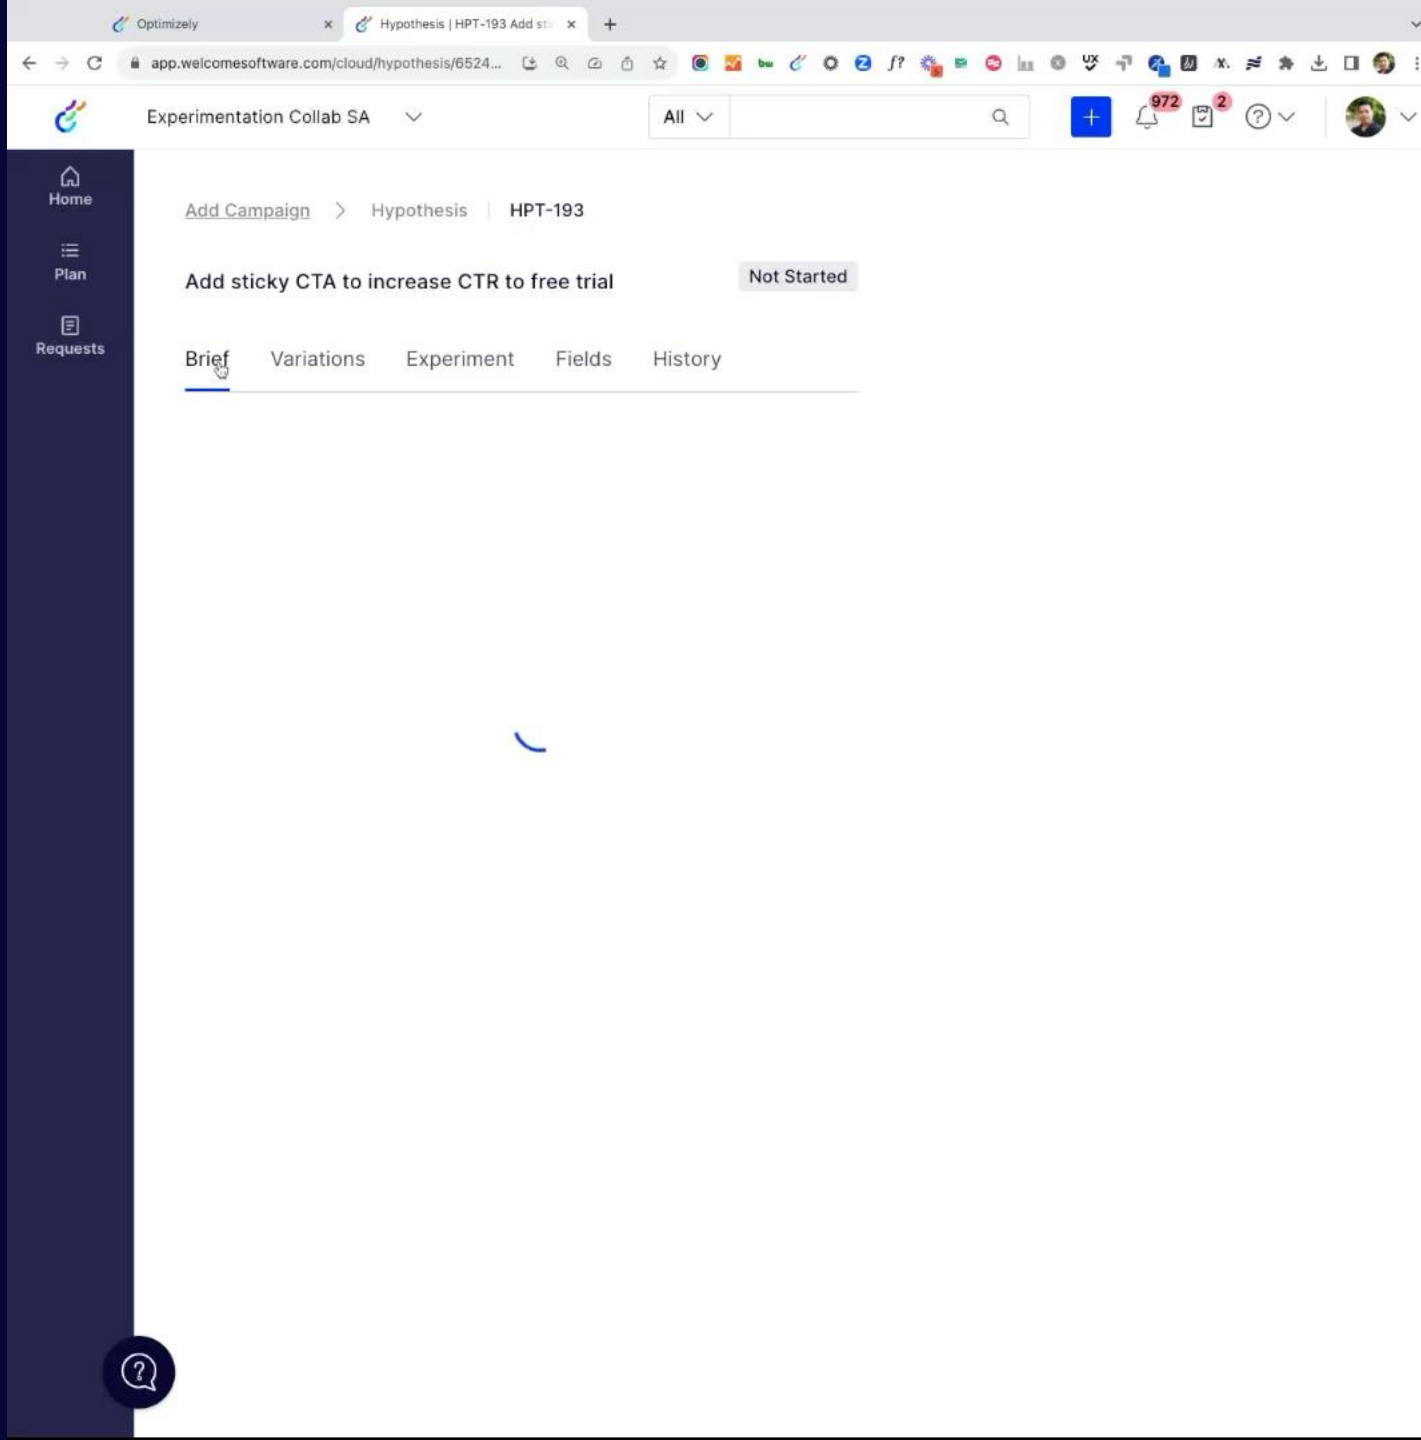 Optimizely
Hypothesis | HPT-193 Add sti
app.welcomesoftware.com/cloud/hypothesis/6524...
Experimentation Collab SA
All
972
2
Home
Plan
Requests
Add Campaign > Hypothesis | HPT-193
Add sticky CTA to increase CTR to free trial
Not Started
Brief Variations Experiment Fields History